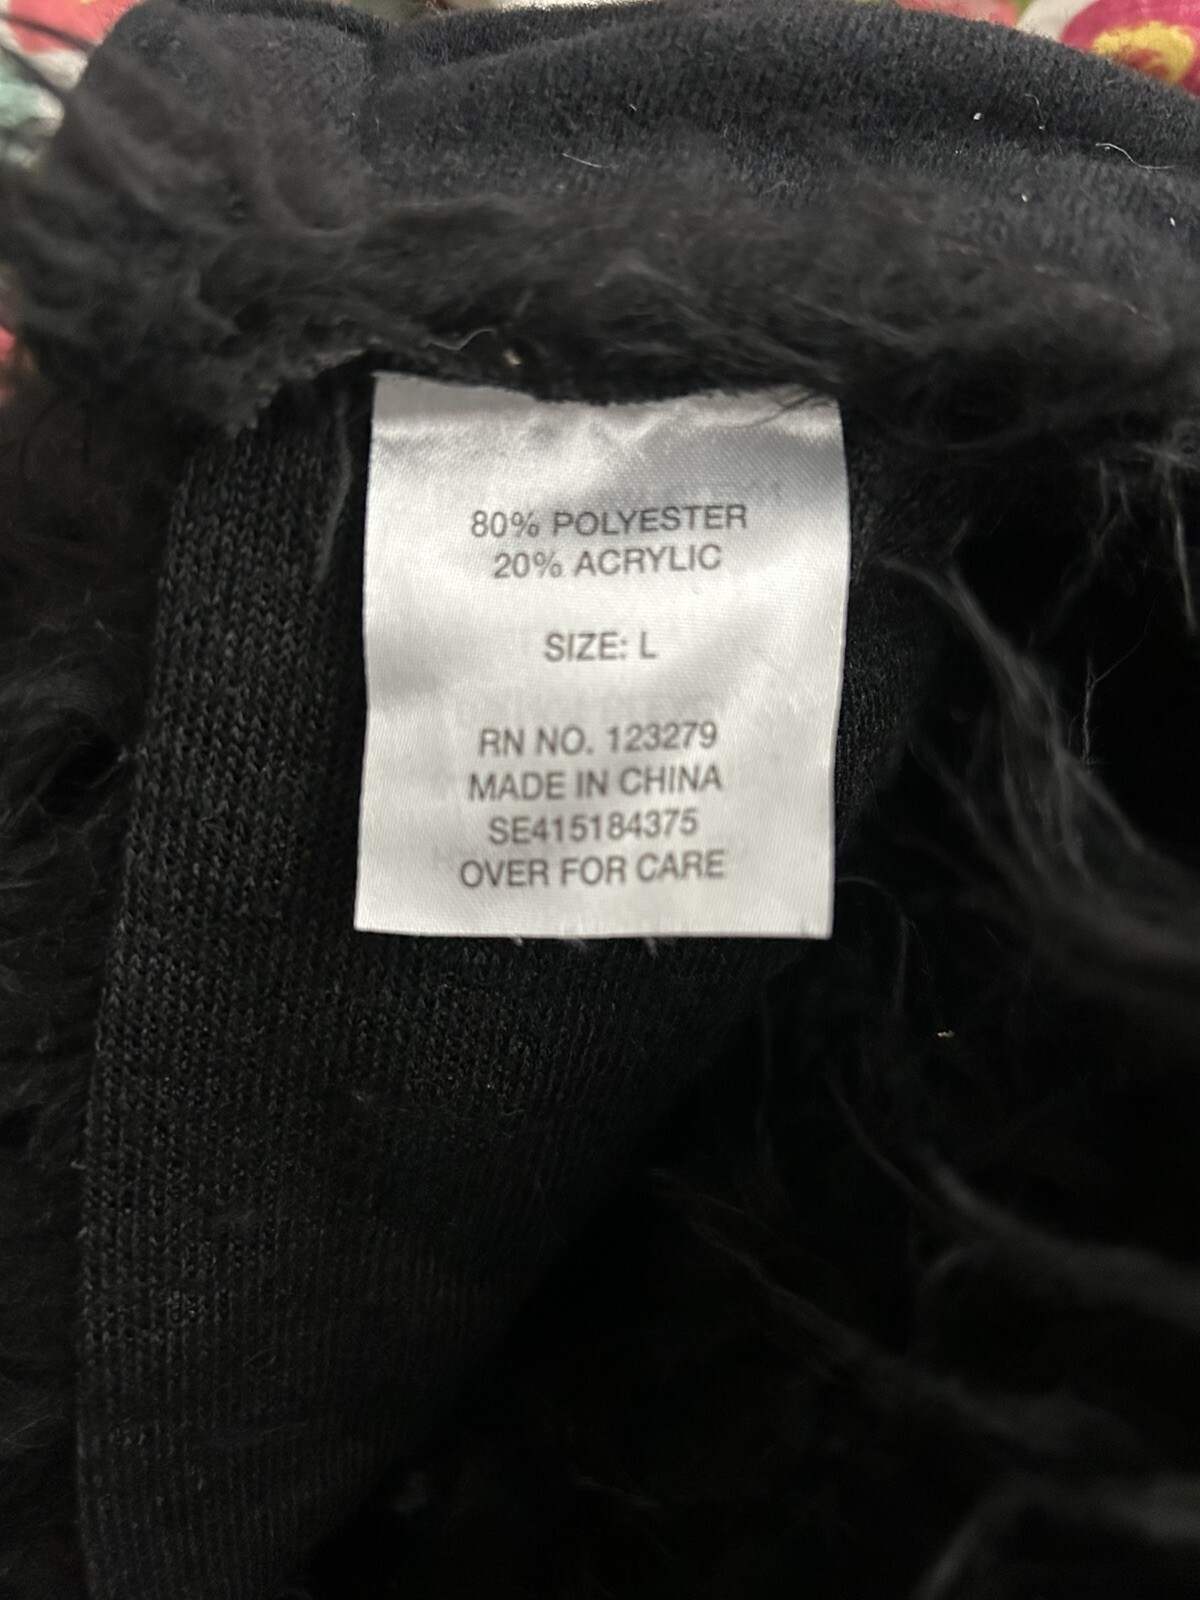 80% POLYESTER
20% ACRYLIC
SIZE: L
RN NO. 123279
MADE IN CHINA
SE415184375
OVER FOR CARE